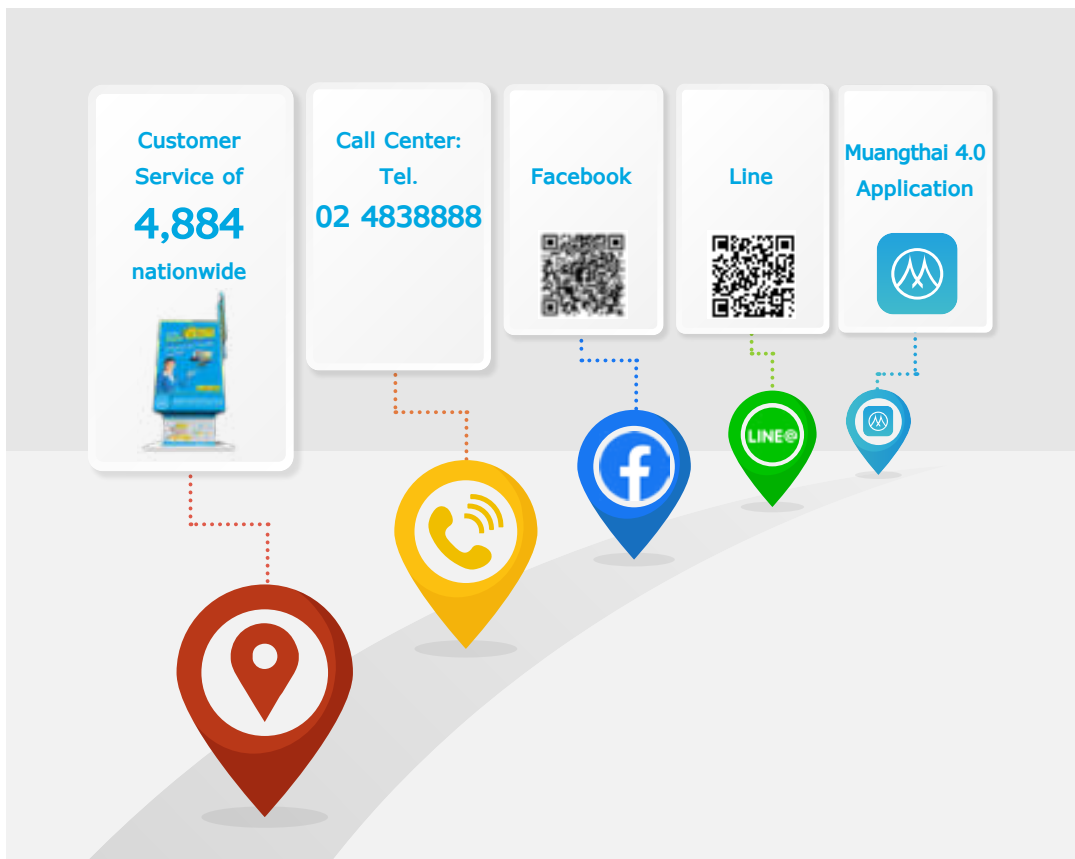 Customer
Service of
4,884
nationwide
Call Center:
Tel.
02 4838888
Facebook
Line
Muangthai 4.0
Application
LINE@